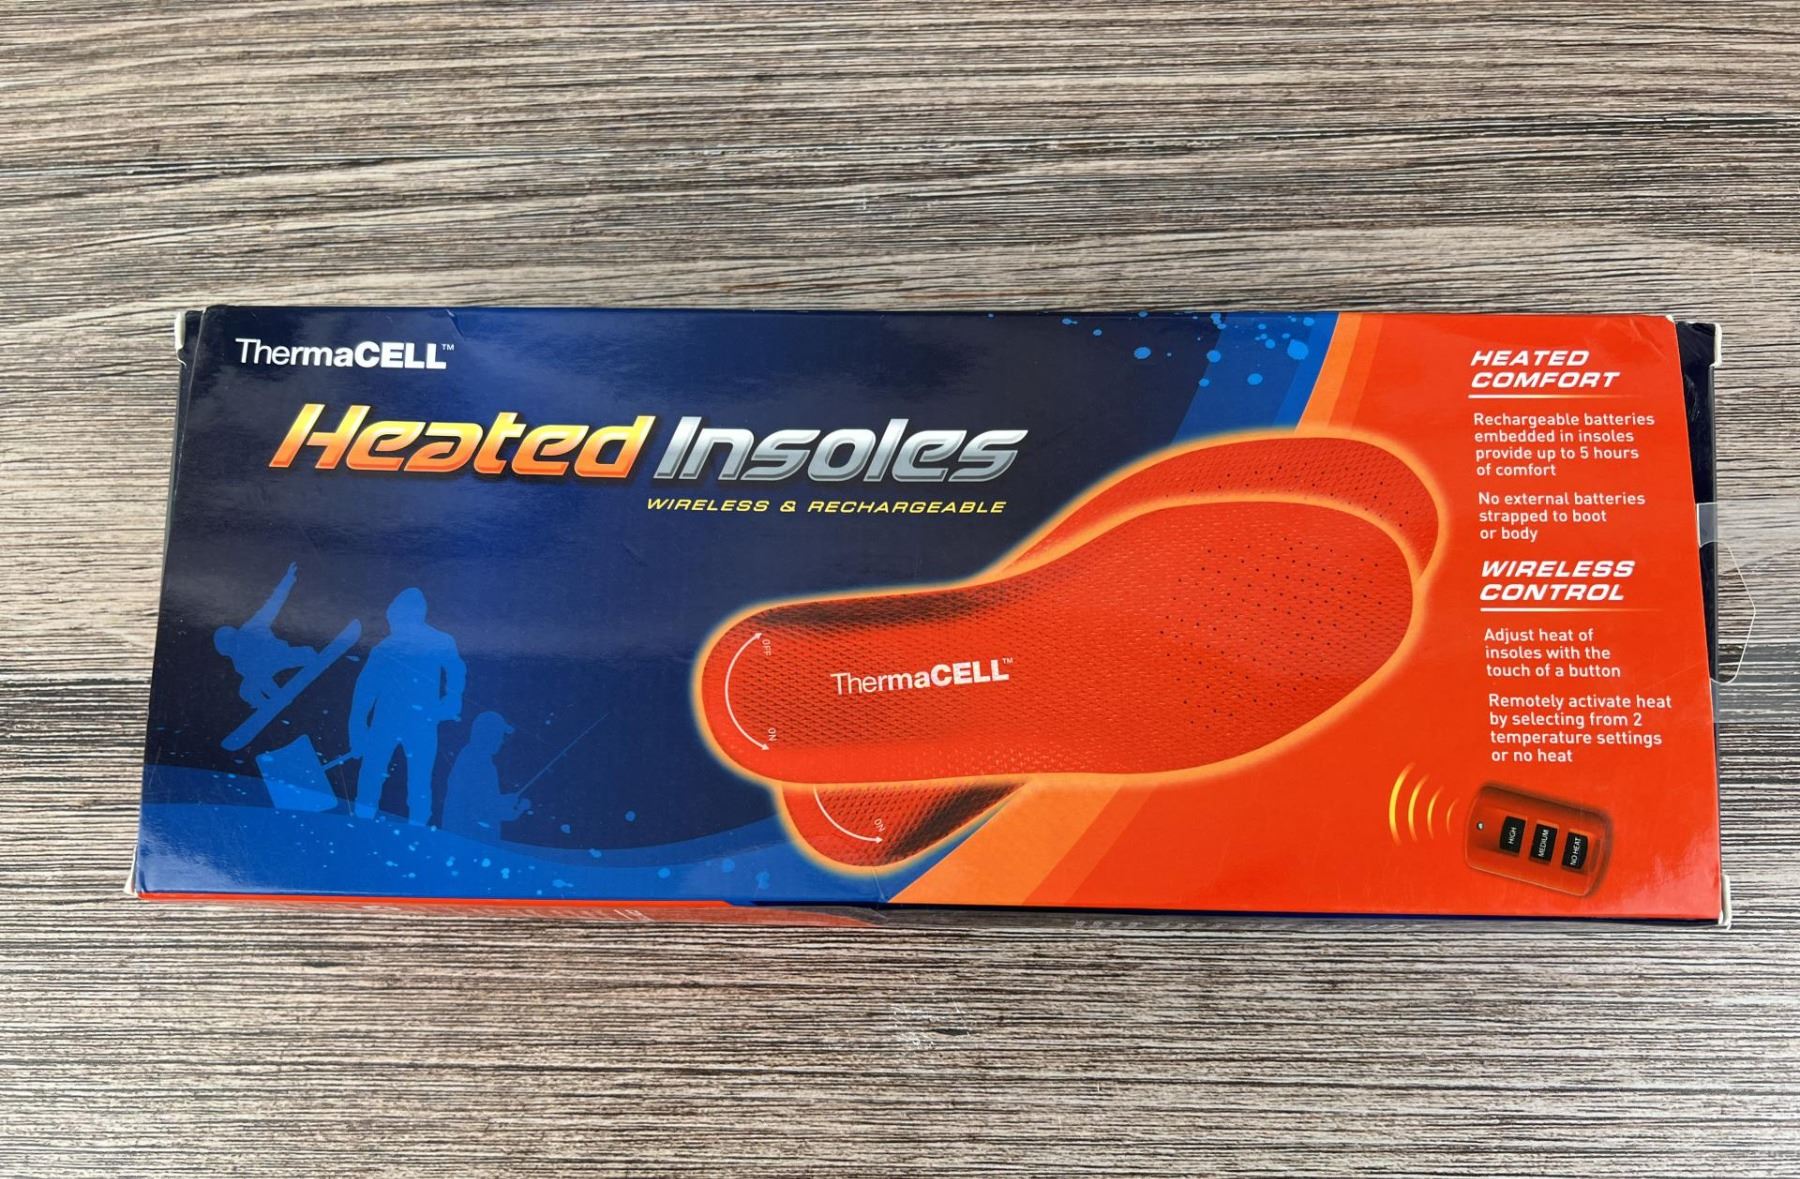 ThermaCELL™
Heated Insoles
WIRELESS & RECHARGEABLE
OFF
ThermaCELL™
ON
ON
HEATED
COMFORT
Rechargeable batteries
embedded in insoles
provide up to 5 hours
of comfort
No external batteries
strapped to boot
or body
WIRELESS
CONTROL
Adjust heat of
insoles with the
touch of a button
Remotely activate heat
by selecting from 2
temperature settings
or no heat
HIGH
MEDIUM
NO HEAT